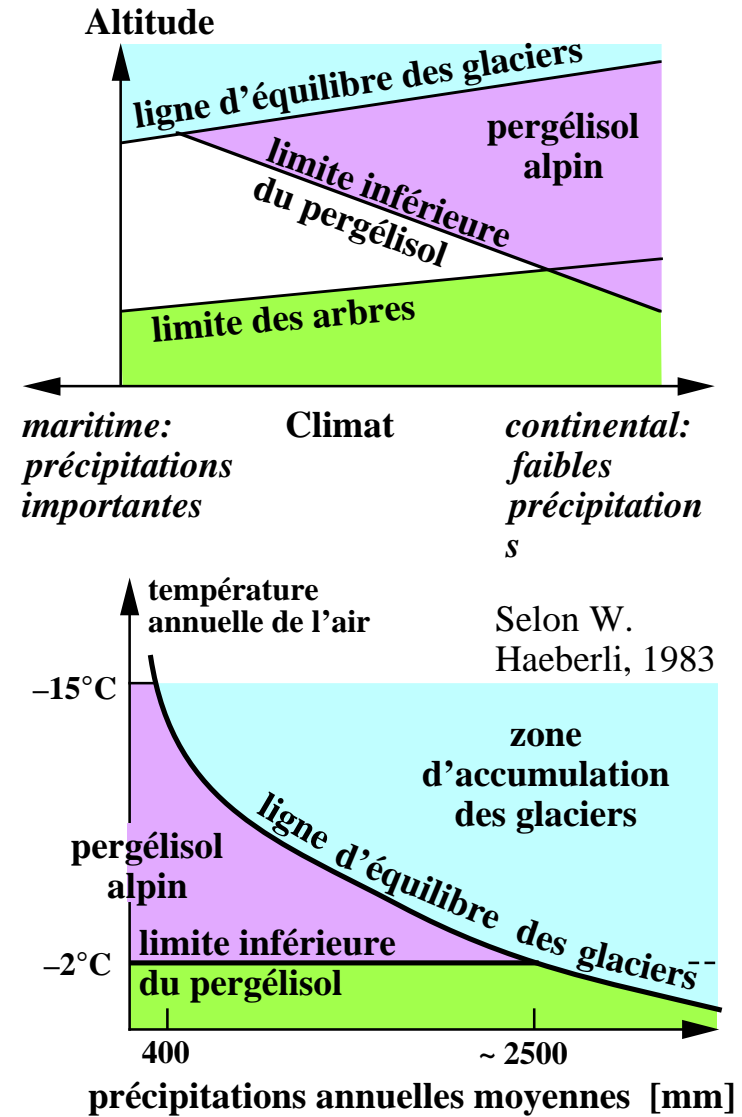 Altitude
ligne d’équilibre des glaciers
pergélisol
alpin
limite inférieure
du pergélisol
limite des arbres
maritime:
précipitations
importantes
Climat
continental:
faibles
précipitation
s
température
annuelle de l’air
Selon W.
Haeberli, 1983
–15°C
zone
d’accumulation
des glaciers
ligne d’équilibre des glaciers
pergélisol
alpin
limite inférieure
du pergélisol
–2°C
400
~ 2500
précipitations annuelles moyennes [mm]